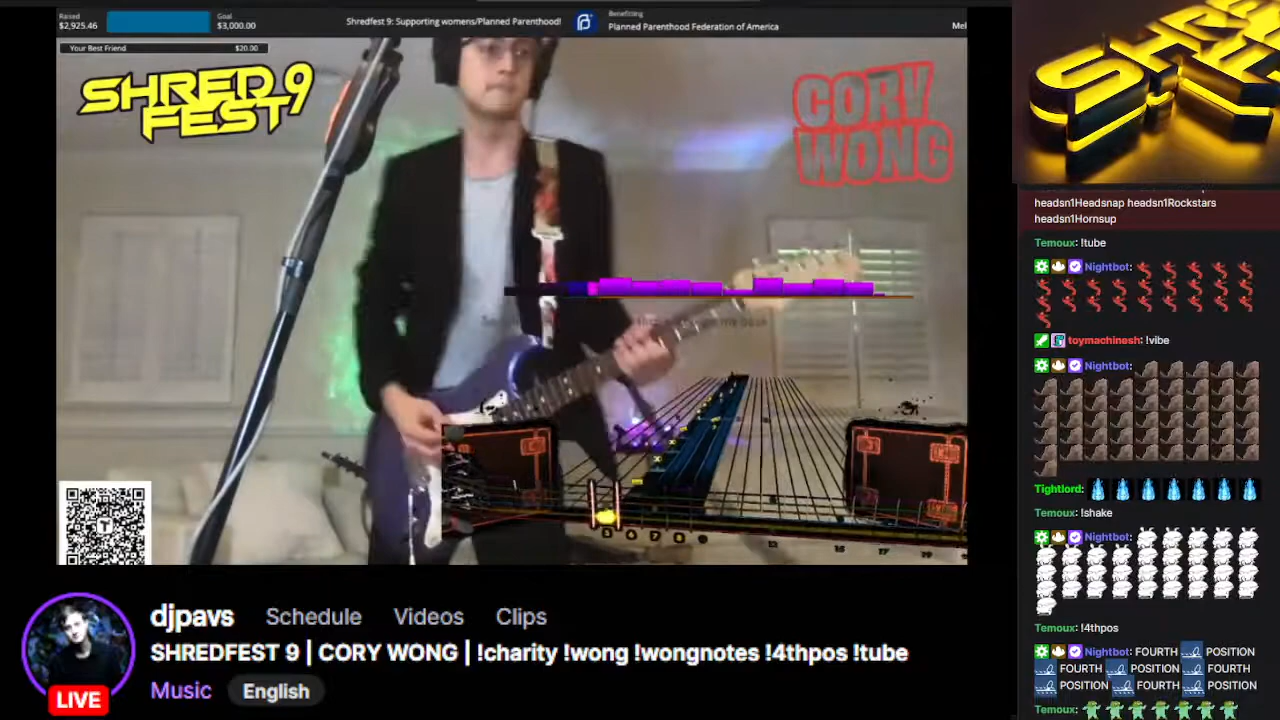 Raised
$2,925.46
Goal
$3,000.00
Shredfest 9: Supporting womens/Planned Parenthood!
Benefitting
Planned Parenthood Federation of America
Mel
Your Best Friend $20.00
SHRED 9
FEST
CORY
WONG
headsn1Headsnap headsn1Rockstars
headsn1Hornsup
Temoux: !tube
Nightbot:
toymachinesh: !vibe
Nightbot:
Tightlord:
Temoux: !shake
Nightbot:
Temoux: !4thpos
Nightbot: FOURTH POSITION
FOURTH POSITION FOURTH
POSITION FOURTH POSITION
Temoux:
djpavs Schedule Videos Clips
SHREDFEST 9 | CORY WONG | !charity !wong !wongnotes !4thpos !tube
LIVE
Music English